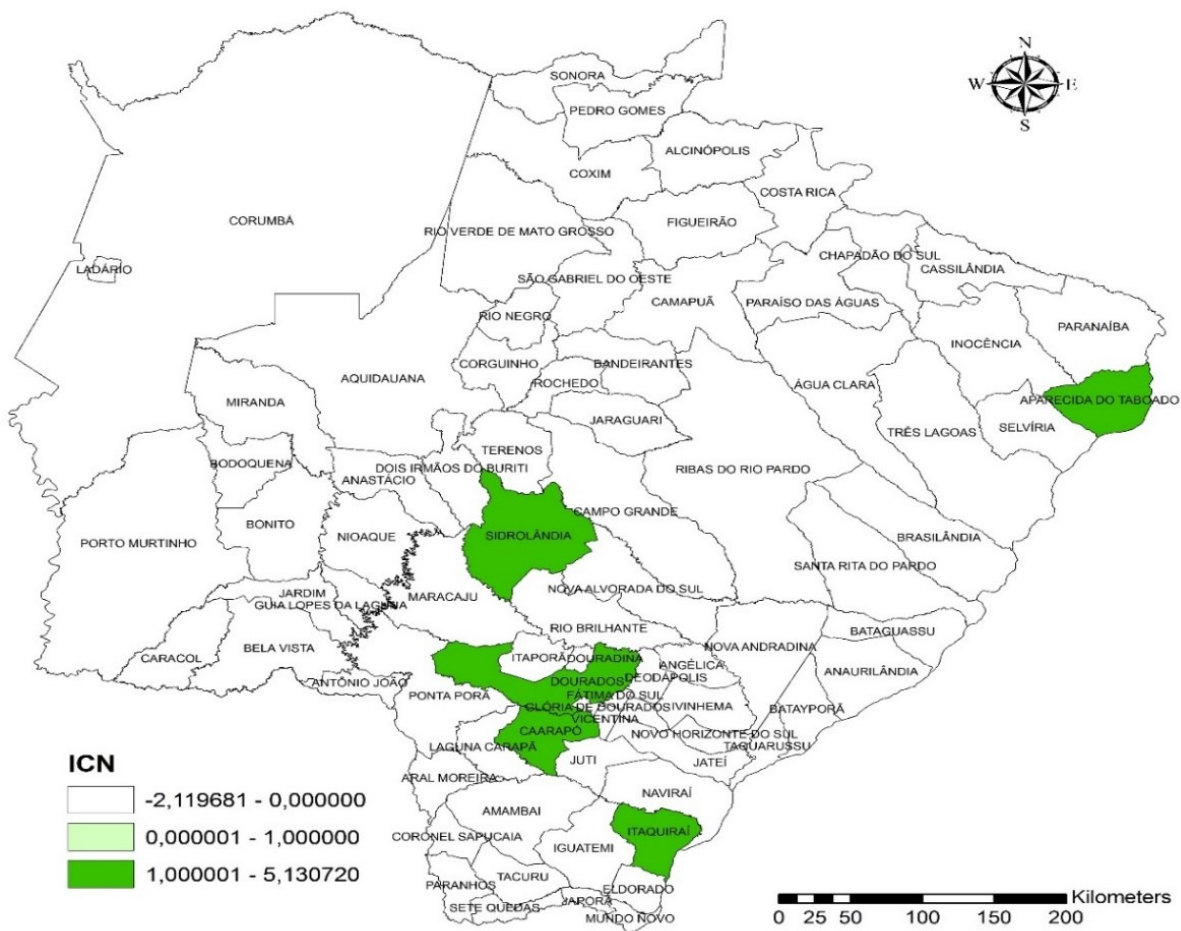 N
W E
S
SONORA
PEDRO GOMES
ALCINÓPOLIS
COXIM
COSTA RICA
CORUMBÁ
FIGUEIRÃO
RIO VERDE DE MATO GROSSO
CHAPADÃO DO SUL
CASSILÂNDIA
LADÁRIO
SÃO GABRIEL DO OESTE
CAMAPUÃ
PARAÍSO DAS ÁGUAS
RIO NEGRO
PARANAÍBA
INOCÊNCIA
CORGUINHO
BANDEIRANTES
AQUIDAUANA
ROCHEDO
ÁGUA CLARA
MIRANDA
APARECIDA DO TABOADO
JARAGUARI
SELVÍRIA
TRÊS LAGOAS
TERENOS
BODOQUENA
DOIS IRMÃOS DO BURITI
RIBAS DO RIO PARDO
ANASTÁCIO
CAMPO GRANDE
BONITO
SIDROLÂNDIA
BRASILÂNDIA
NIOAQUE
PORTO MURTINHO
SANTA RITA DO PARDO
NOVA ALVORADA DO SUL
JARDIM
MARACAJU
GUIA LOPES DA LAGUNA
RIO BRILHANTE
BATAGUASSU
BELA VISTA
NOVA ANDRADINA
CARACOL
ITAPORÃ
DOURADINA
ANGÉLICA
ANAURILÂNDIA
DEODÁPOLIS
ANTÔNIO JOÃO
DOURADOS
PONTA PORÃ
FÁTIMA DO SUL
GLÓRIA DE DOURADOS
IVINHEMA
BATAYPORÃ
VICENTINA
CAARAPÓ
NOVO HORIZONTE DO SUL
LAGUNA CARAPÃ
TAQUARUSSU
JUTI
JATEÍ
ARAL MOREIRA
NAVIRAÍ
AMAMBAI
CORONEL SAPUCAIA
ITAQUIRAÍ
IGUATEMI
TACURU
PARANHOS
ELDORADO
JAPORÃ
SETE QUEDAS
MUNDO NOVO
ICN
-2,119681 - 0,000000
0,000001 - 1,000000
1,000001 - 5,130720
Kilometers
0 25 50 100 150 200